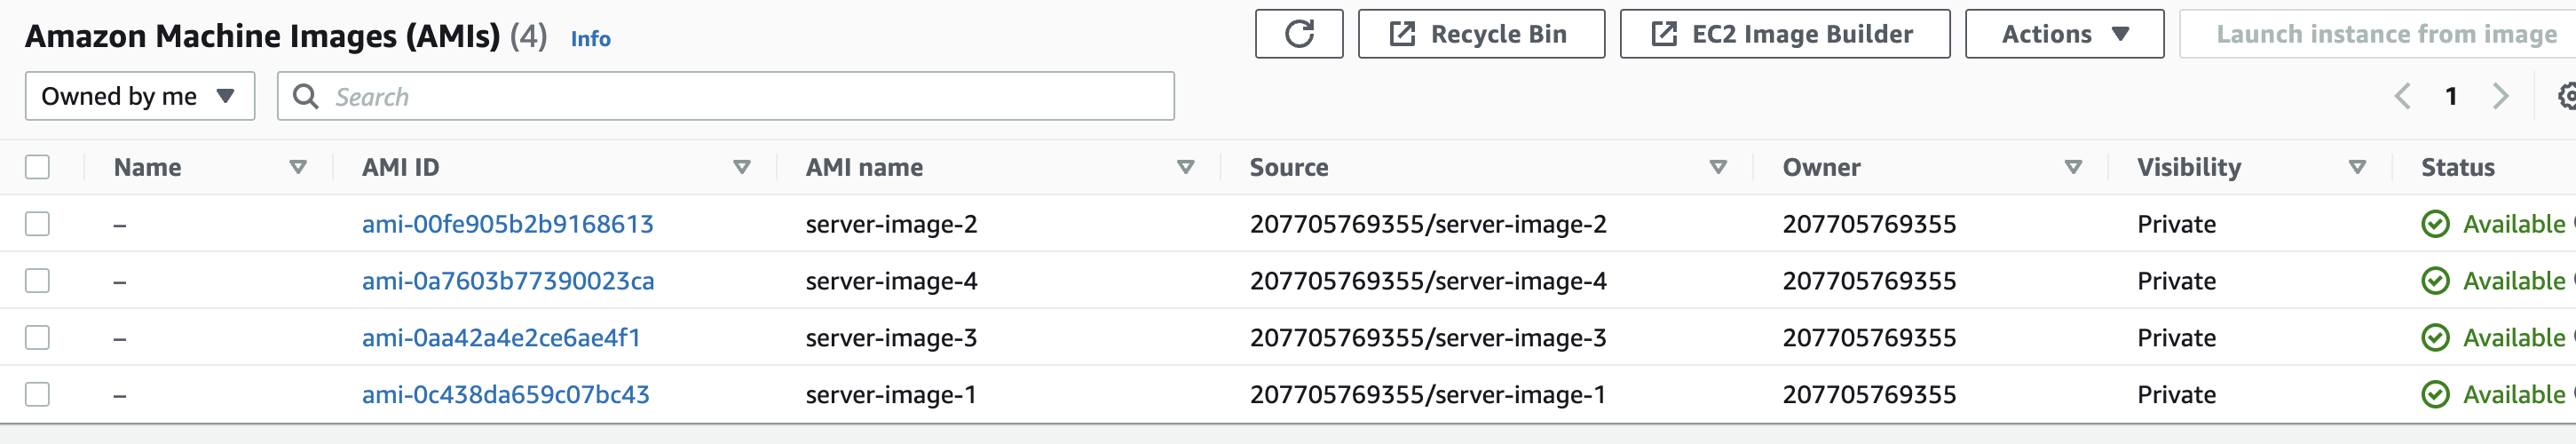 Amazon Machine Images (AMIs) (4) Info Recycle Bin EC2 Image Builder Actions Launch instance from image
Owned by me Search 1
Name AMI ID AMI name Source Owner Visibility Status
– ami-00fe905b2b9168613 server-image-2 207705769355/server-image-2 207705769355 Private Available
– ami-0a7603b77390023ca server-image-4 207705769355/server-image-4 207705769355 Private Available
– ami-0aa42a4e2ce6ae4f1 server-image-3 207705769355/server-image-3 207705769355 Private Available
– ami-0c438da659c07bc43 server-image-1 207705769355/server-image-1 207705769355 Private Available